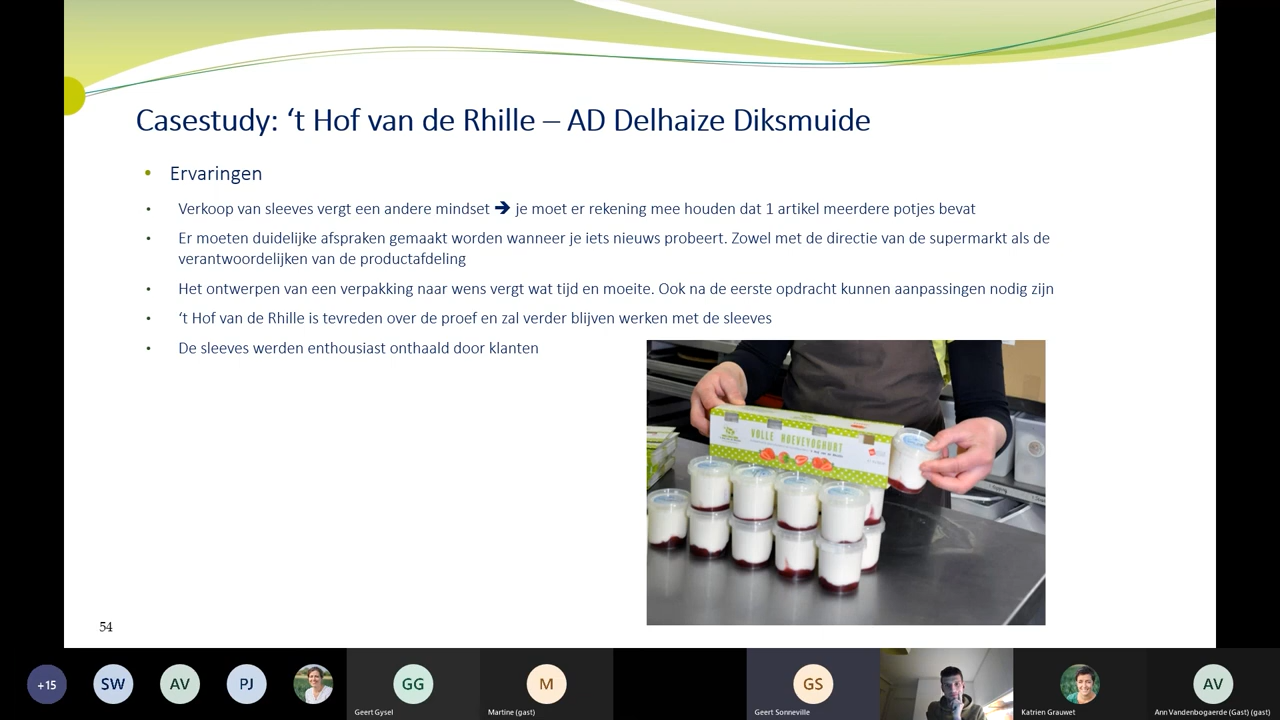 Casestudy: ‘t Hof van de Rhille – AD Delhaize Diksmuide
• Ervaringen
• Verkoop van sleeves vergt een andere mindset ➔ je moet er rekening mee houden dat 1 artikel meerdere potjes bevat
• Er moeten duidelijke afspraken gemaakt worden wanneer je iets nieuws probeert. Zowel met de directie van de supermarkt als de
verantwoordelijken van de productafdeling
• Het ontwerpen van een verpakking naar wens vergt wat tijd en moeite. Ook na de eerste opdracht kunnen aanpassingen nodig zijn
• ‘t Hof van de Rhille is tevreden over de proef en zal verder blijven werken met de sleeves
• De sleeves werden enthousiast onthaald door klanten
VOLLE HOEVEYOGHURT
54
+15
SW
AV
PJ
GG
M
GS
AV
Geert Gysel
Martine (gast)
Geert Sonneville
Katrien Grauwet
Ann Vandenbogaerde (Gast) (gast)